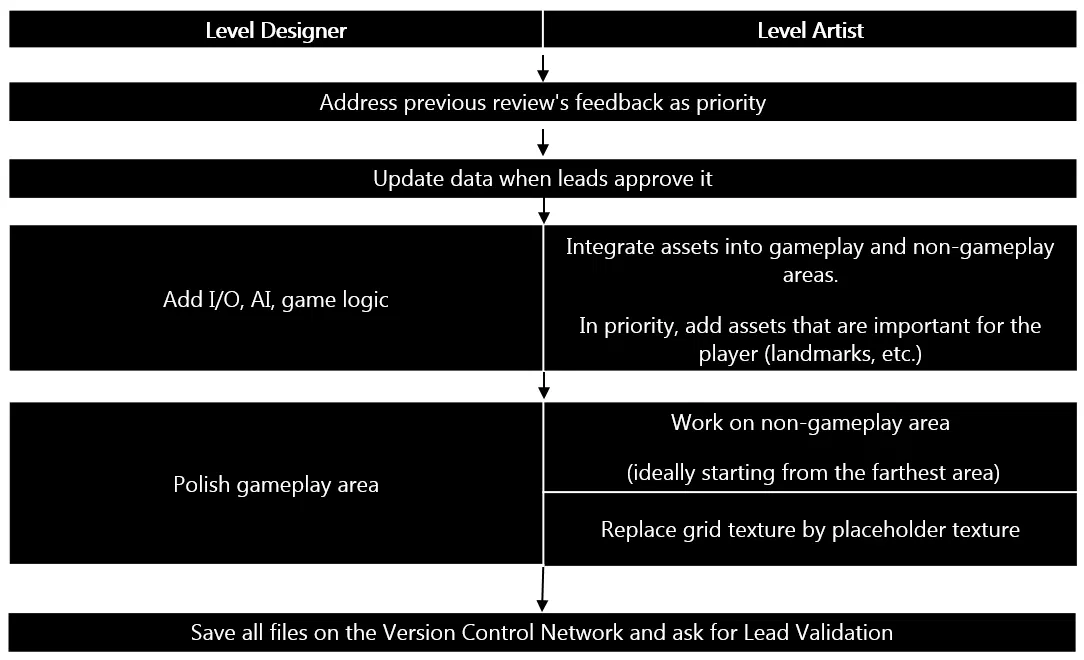 Level Designer
Level Artist
Address previous review's feedback as priority
Update data when leads approve it
Add I/O, AI, game logic
Integrate assets into gameplay and non-gameplay
areas.
In priority, add assets that are important for the
player (landmarks, etc.)
Polish gameplay area
Work on non-gameplay area
(ideally starting from the farthest area)
Replace grid texture by placeholder texture
Save all files on the Version Control Network and ask for Lead Validation